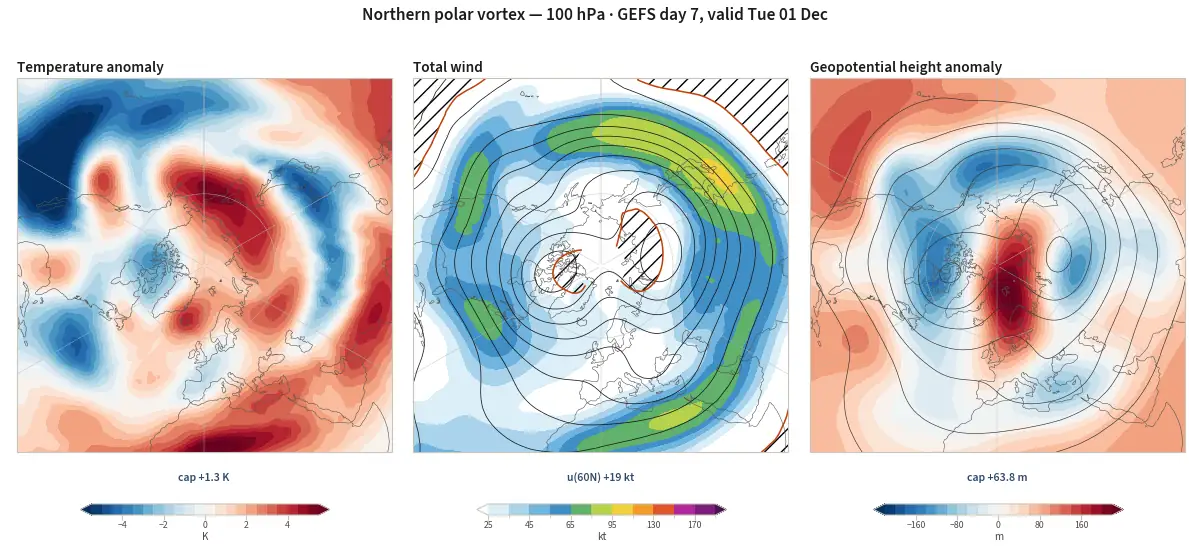 Northern polar vortex — 100 hPa · GEFS day 7, valid Tue 01 Dec
Temperature anomaly
Total wind
Geopotential height anomaly
cap +1.3 K
u(60N) +19 kt
cap +63.8 m
−4 −2 0 2 4
K
25 45 65 95 130 170
kt
−160 −80 0 80 160
m